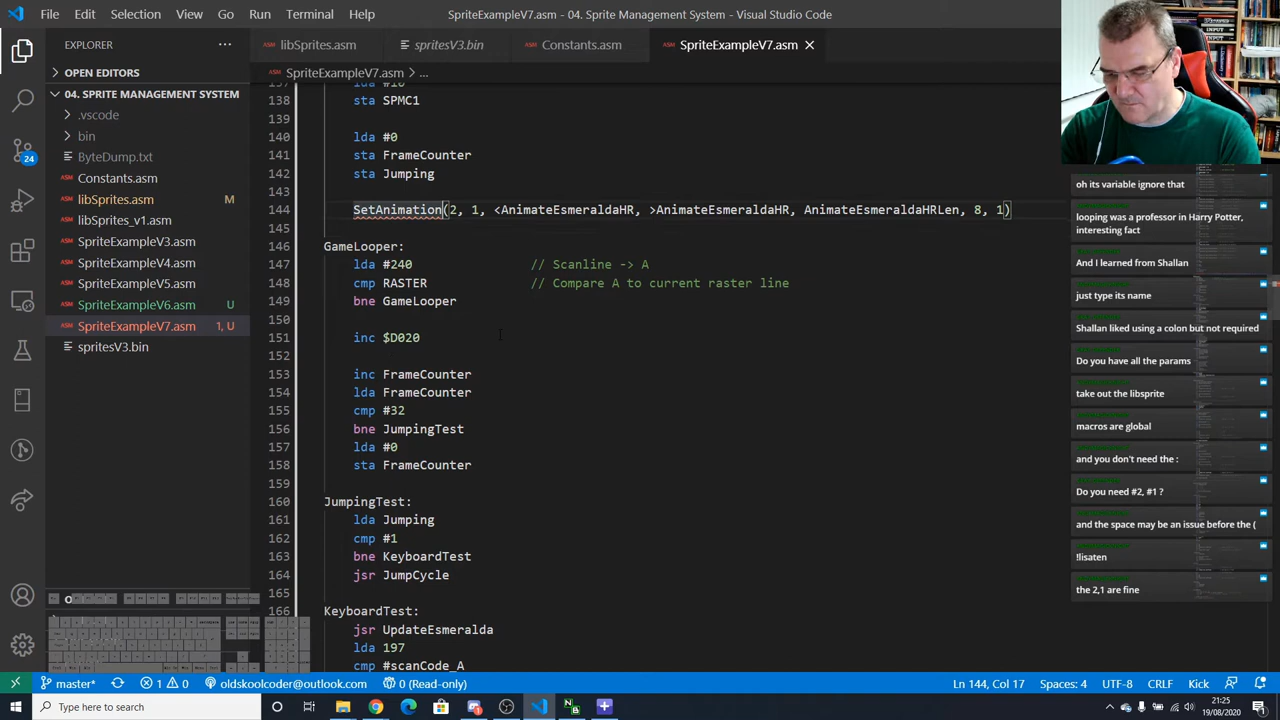 File Edit Selection View Go Run Terminal Help
SpriteExampleV7.asm - 04. Sprite Management System - Visual Studio Code
EXPLORER
libSprites.asm
spritesV3.bin
Constants.asm
SpriteExampleV7.asm
SpriteExampleV7.asm > ...
OPEN EDITORS
04. SPRITE MANAGEMENT SYSTEM
.vscode
bin
ByteDump.txt
Constants.asm
libSprites.asm M
libSprites_v1.asm
SpriteExampleV3.asm
SpriteExampleV4.asm
SpriteExampleV5.asm
SpriteExampleV6.asm U
SpriteExampleV7.asm 1, U
spritesV3.bin
24
138 sta SPMC1
139
140 lda #0
141 sta FrameCounter
142 sta Jumping
143
144 SetAnimation(2, 1, <AnimateEsmeraldaHR, >AnimateEsmeraldaHR, AnimateEsmeraldaHRLen, 8, 1)
145
146 GameLooper:
147 lda #240 // Scanline -> A
148 cmp RASTER // Compare A to current raster line
149 bne GameLooper
150
151 inc $D020
152
153 inc FrameCounter
154 lda FrameCounter
155 cmp #32
156 bne JumpingTest
157 lda #0
158 sta FrameCounter
159
160 JumpingTest:
161 lda Jumping
162 cmp #1
163 bne KeyboardTest
164 jsr JumpCycle
165
166 KeyboardTest:
jsr UpdateEsmeralda
lda 197
cmp #scanCode_A
oh its visual ignore that
looping was a professor in Harry Potter,
interesting fact
And I learned from Shallan
just type its name
Shallan liked using a colon but not required
Do you have all the params
take out the libsprite
macros are global
and you don't need the :
Do you need #2, #1 ?
and the space may be an issue before the (
!lisaten
the 2,1 are fine
master* 1 0 oldskoolcoder@outlook.com 0 (Read-only)
Ln 144, Col 17 Spaces: 4 UTF-8 CRLF Kick
Type here to search
21:25
19/08/2020